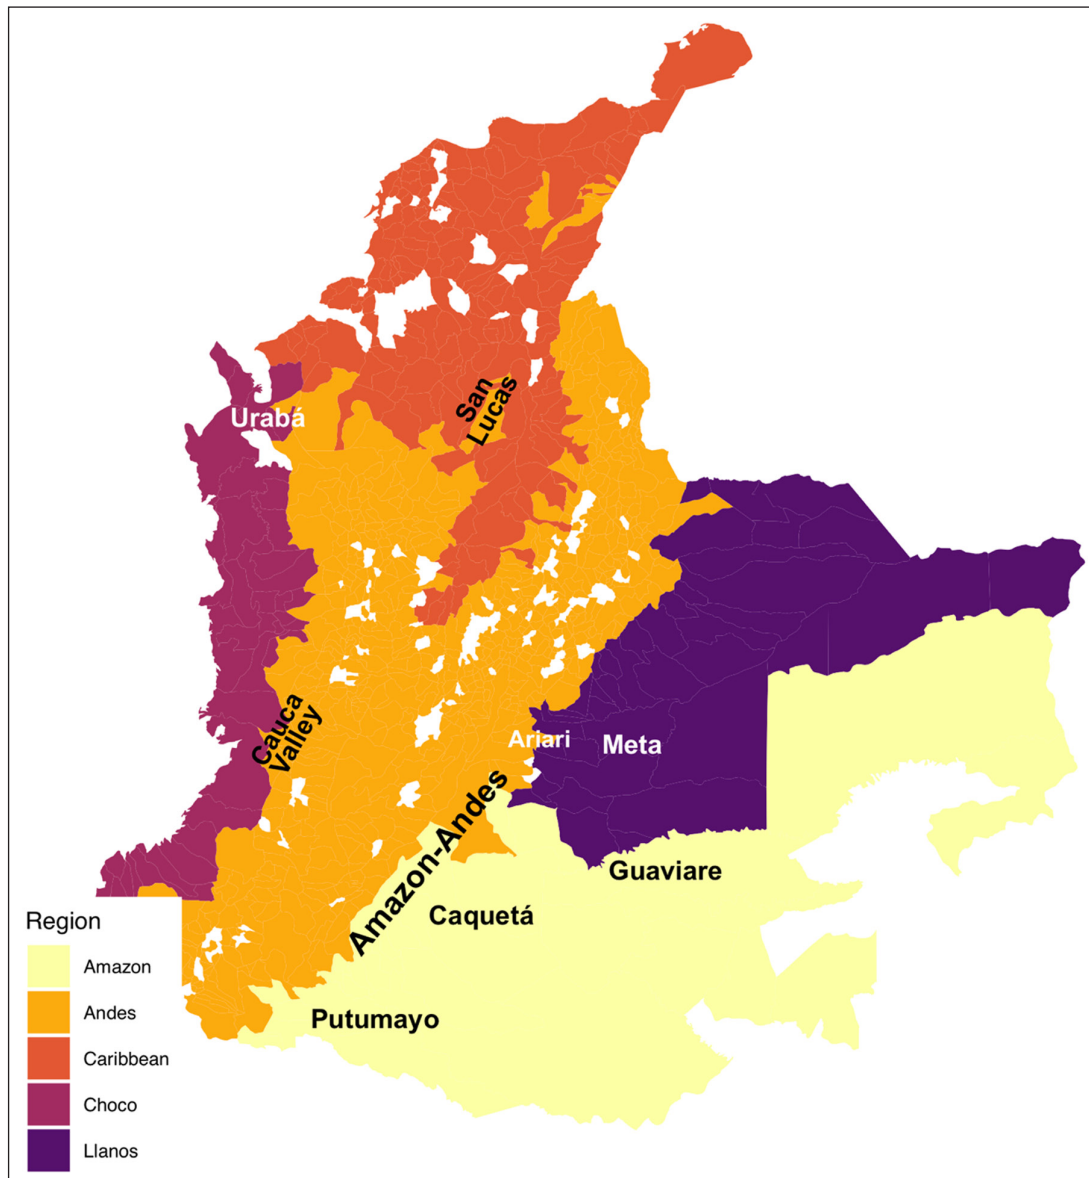 San
Lucas
Urabá
Cauca
Valley
Ariari
Meta
Amazon-Andes
Guaviare
Caquetá
Putumayo
Region
Amazon
Andes
Caribbean
Choco
Llanos